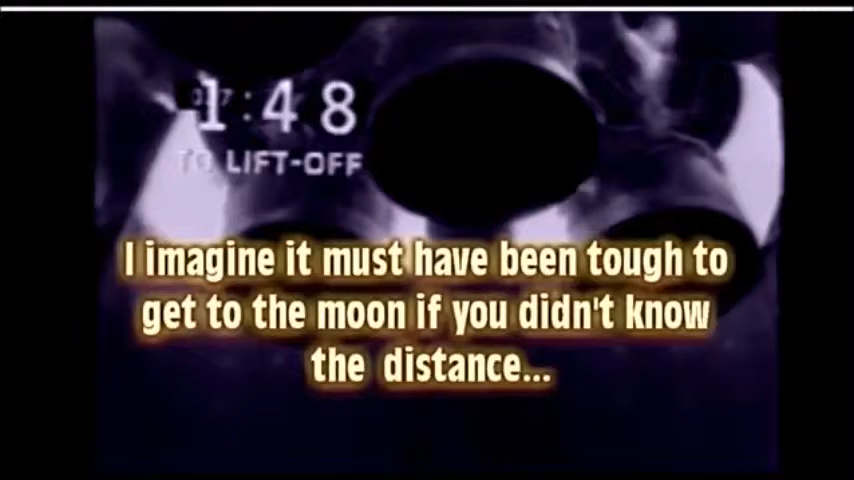 1:48
TO LIFT-OFF
I imagine it must have been tough to
get to the moon if you didn't know
the distance...